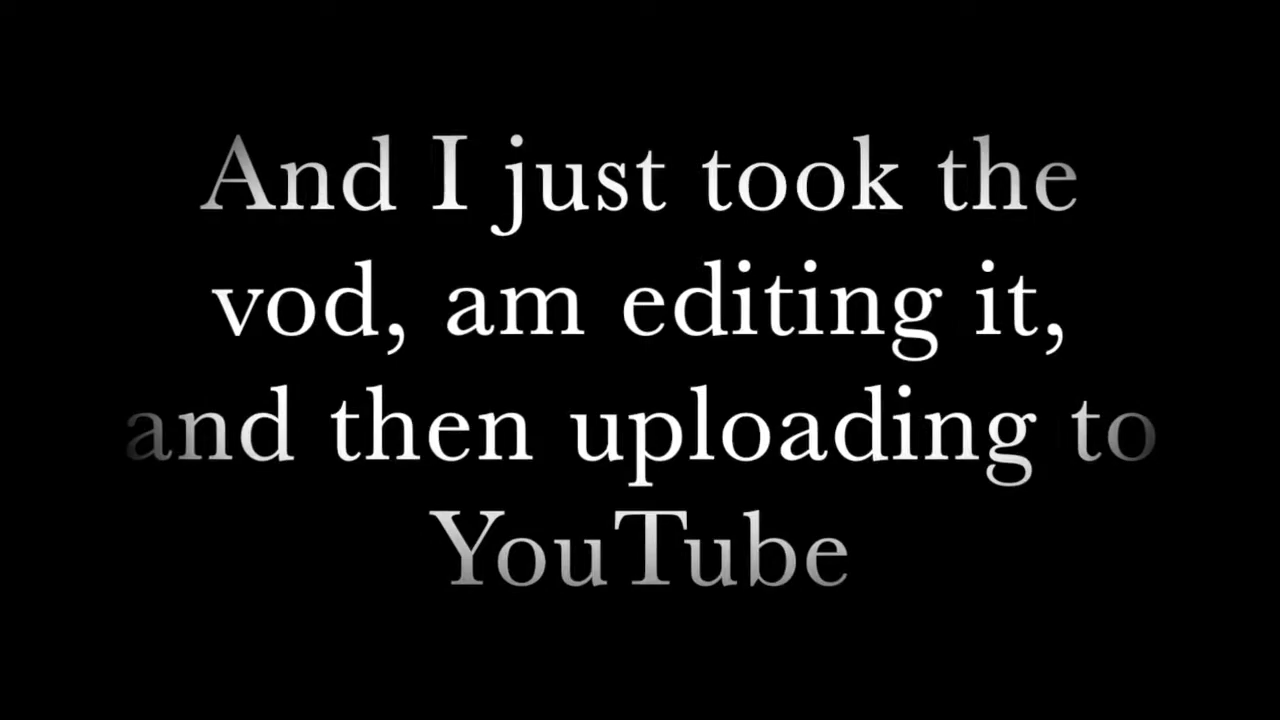 And I just took the
vod, am editing it,
and then uploading to
YouTube